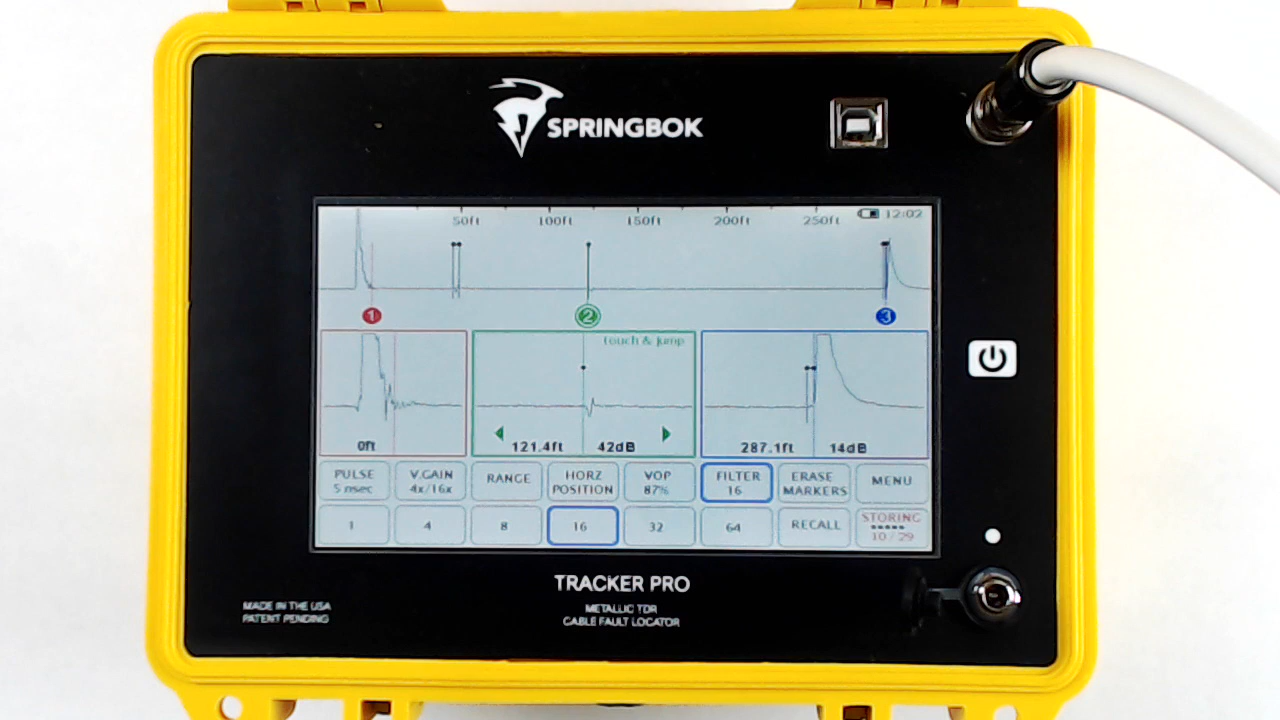 SPRINGBOK
50ft 100ft 150ft 200ft 250ft 12:02
1 2 3
touch & jump
0ft 121.4ft 42dB 287.1ft 14dB
PULSE V.GAIN RANGE HORZ VOP FILTER ERASE MENU
5 nsec 4x/16x POSITION 87% 16 MARKERS
1 4 8 16 32 64 RECALL STORING
10 / 29
TRACKER PRO
METALLIC TDR
CABLE FAULT LOCATOR
MADE IN THE USA
PATENT PENDING